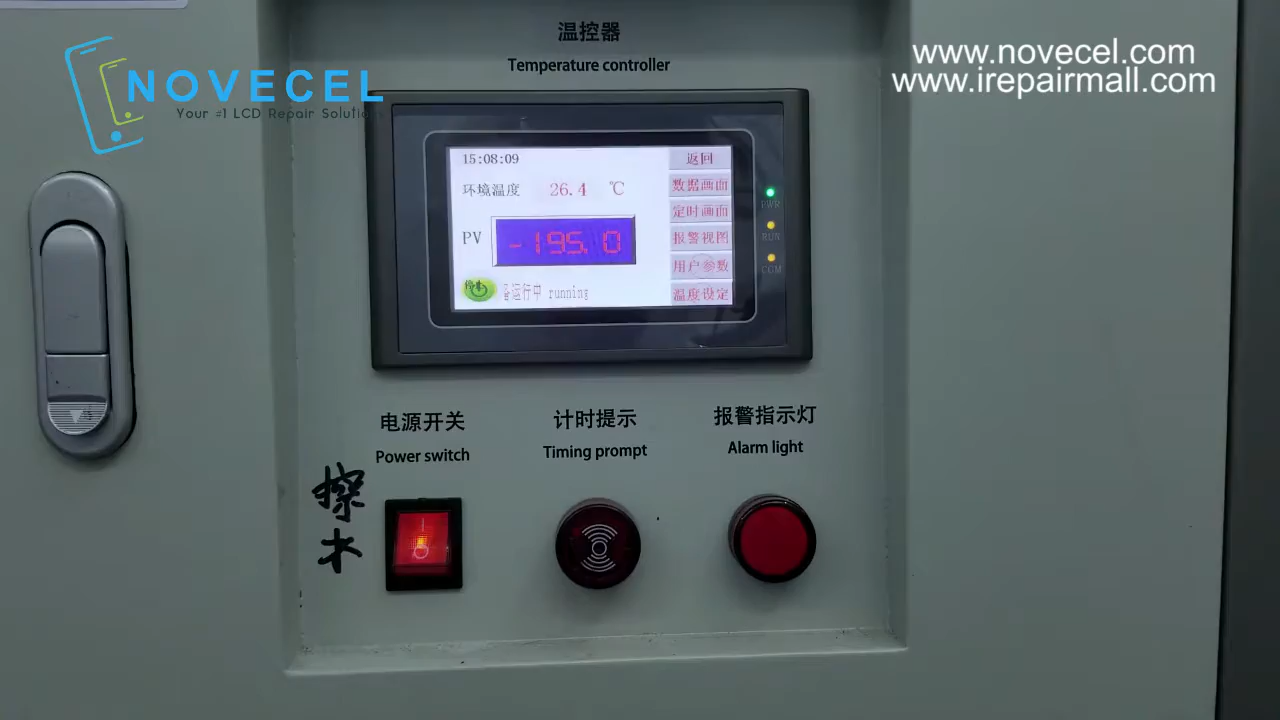 NOVECEL
Your #1 LCD Repair Solution
www.novecel.com
www.irepairmall.com
温控器
Temperature controller
15:08:09
环境温度 26.4 ℃
PV -195.0
备运行中 running
返回
数据画面
定时画面
报警视图
用户参数
温度设定
PWR
RUN
COM
电源开关
Power switch
计时提示
Timing prompt
报警指示灯
Alarm light
擦
木